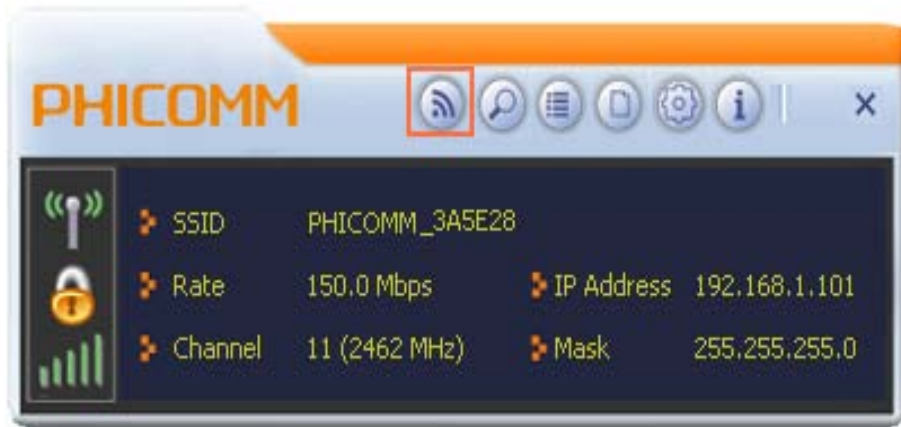 PHICOMM
SSID PHICOMM_3A5E28
Rate 150.0 Mbps IP Address 192.168.1.101
Channel 11 (2462 MHz) Mask 255.255.255.0